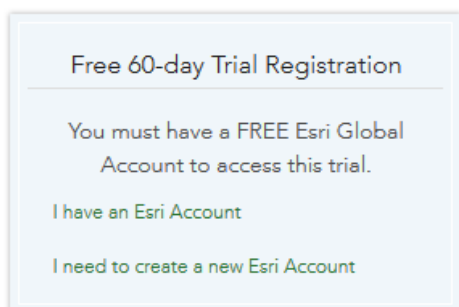 Free 60-day Trial Registration
You must have a FREE Esri Global
Account to access this trial.
I have an Esri Account
I need to create a new Esri Account